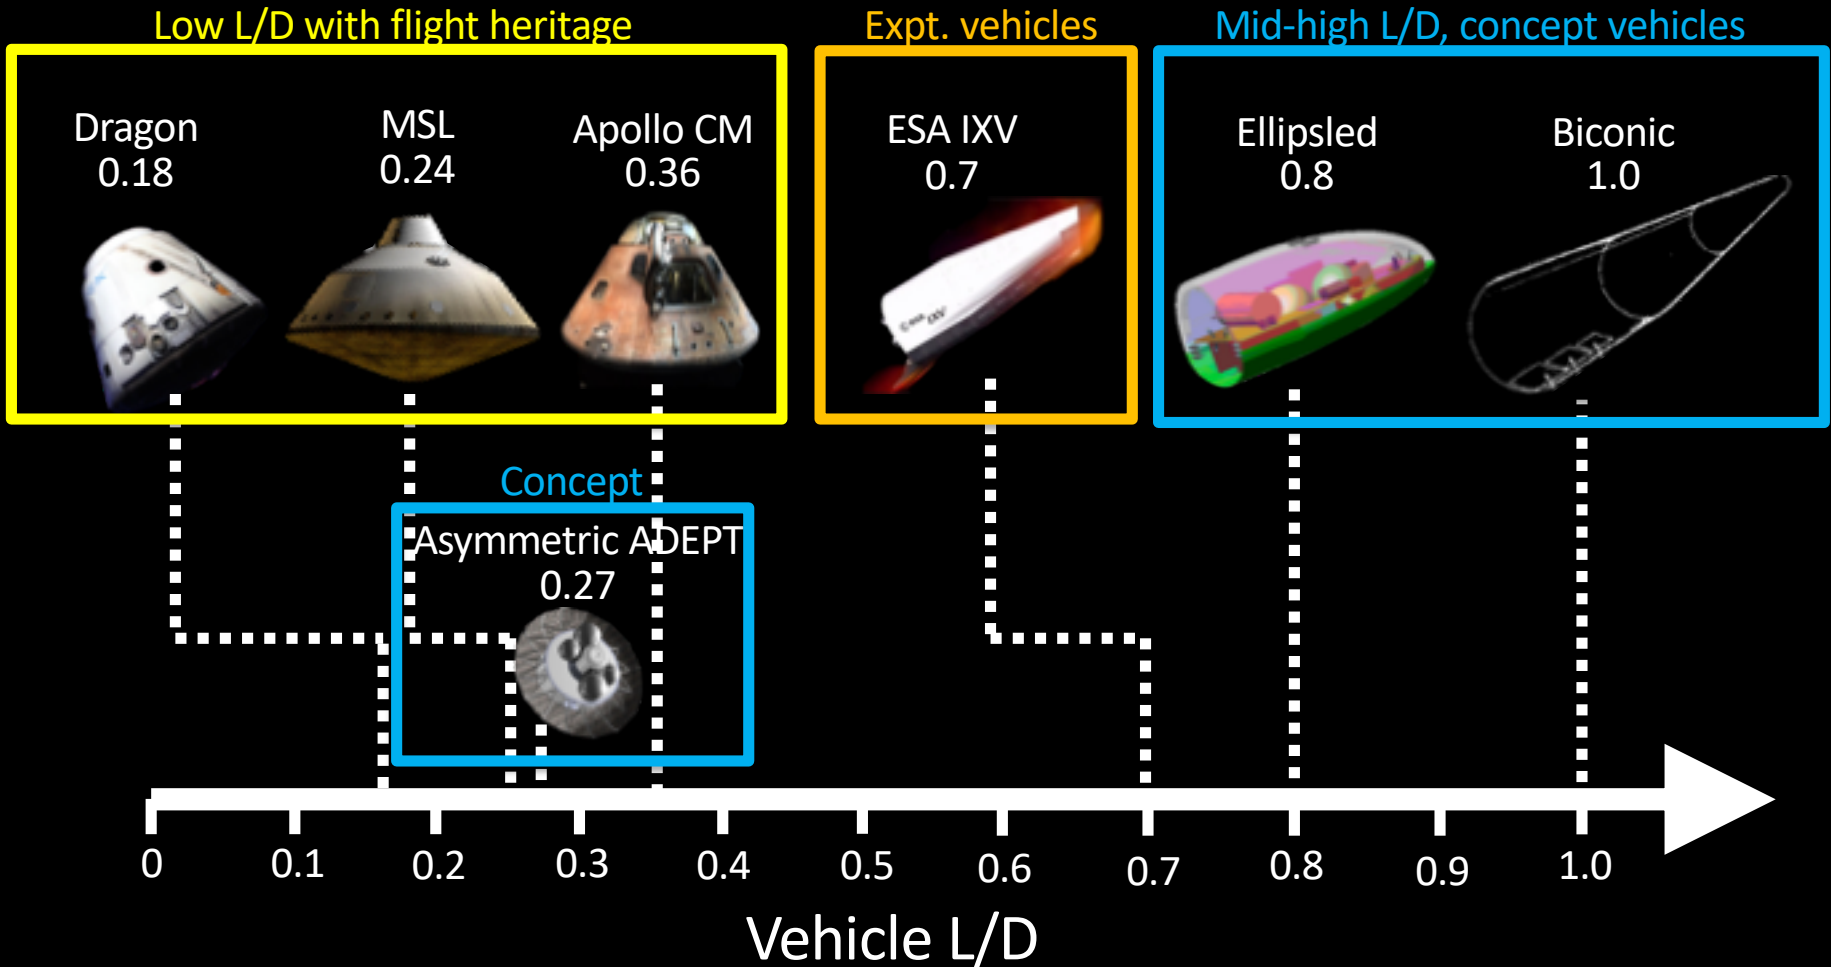 Low L/D with flight heritage
Expt. vehicles
Mid-high L/D, concept vehicles
Dragon
0.18
MSL
0.24
Apollo CM
0.36
ESA IXV
0.7
Ellipsled
0.8
Biconic
1.0
esa IXV
Concept
Asymmetric ADEPT
0.27
0 0.1 0.2 0.3 0.4 0.5 0.6 0.7 0.8 0.9 1.0
Vehicle L/D